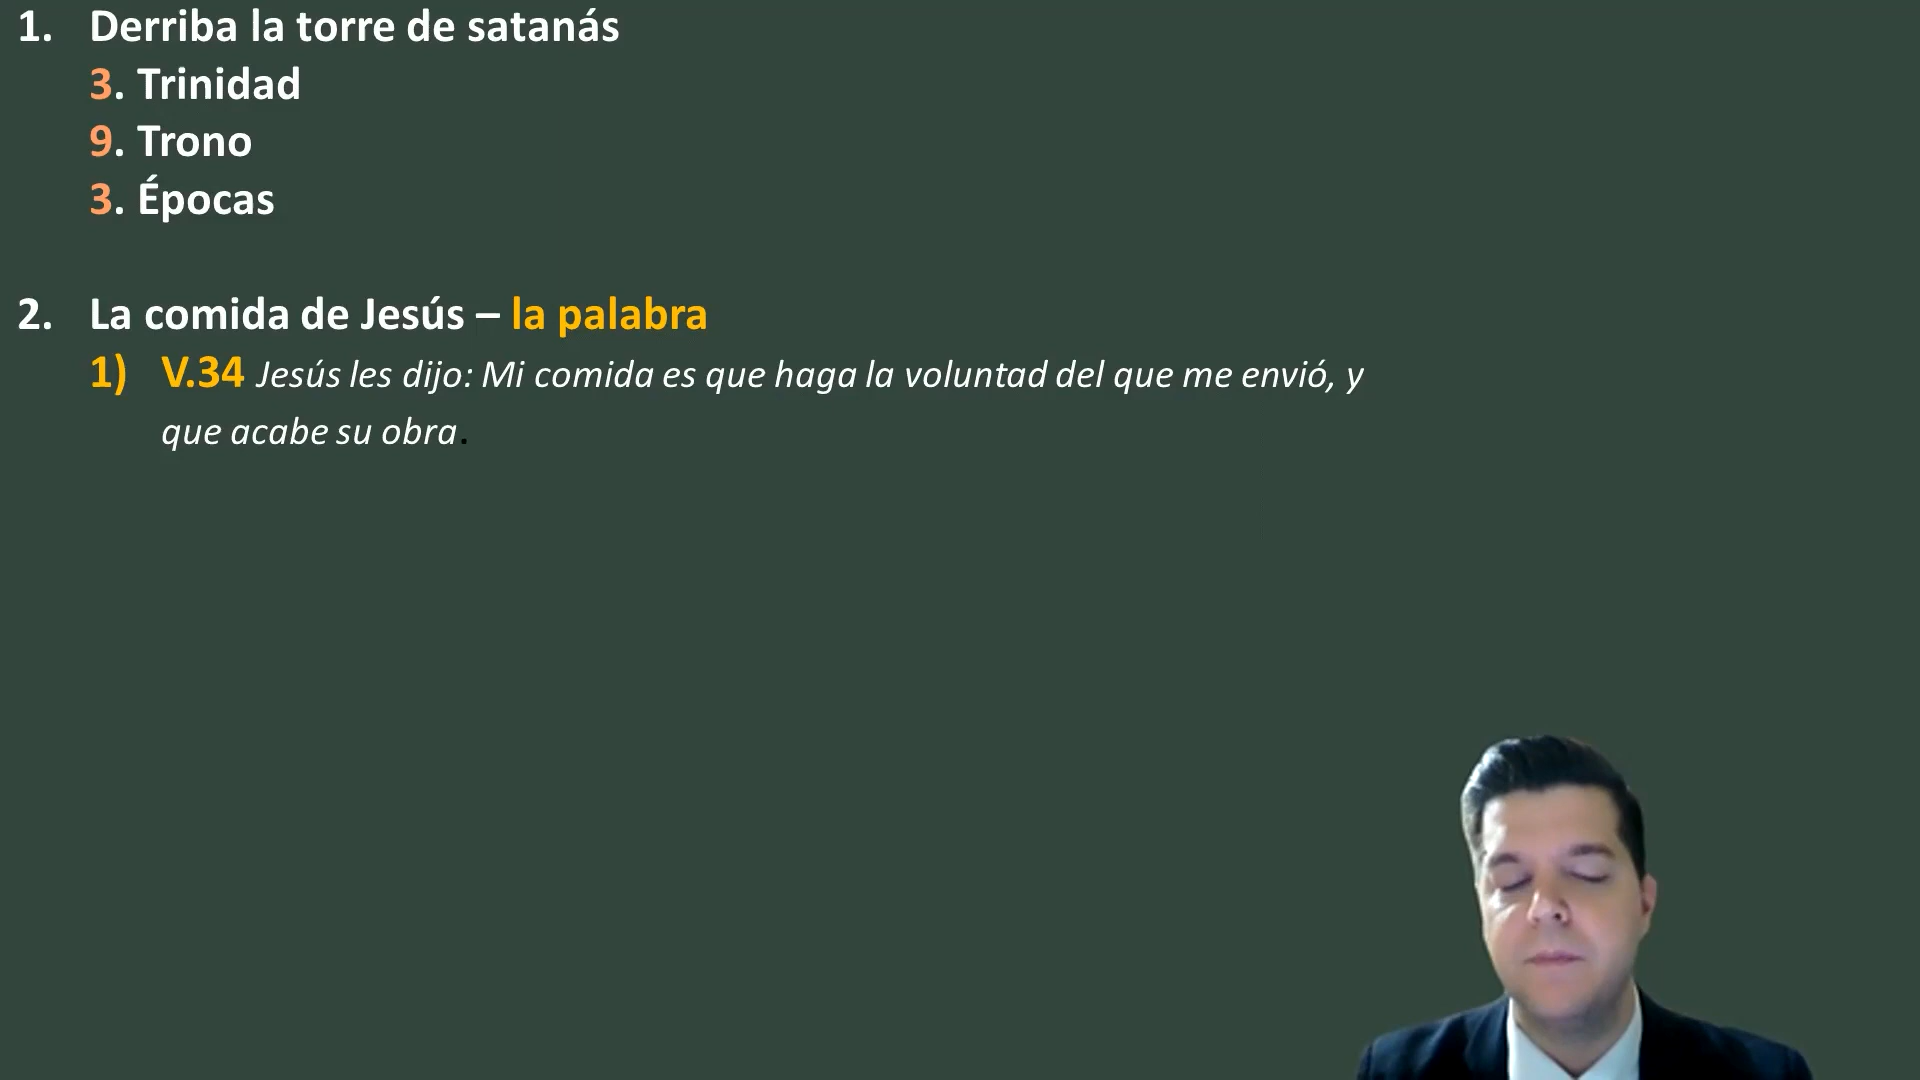 1. Derriba la torre de satanás
3. Trinidad
9. Trono
3. Épocas
2. La comida de Jesús – la palabra
1) V.34 Jesús les dijo: Mi comida es que haga la voluntad del que me envió, y
que acabe su obra.